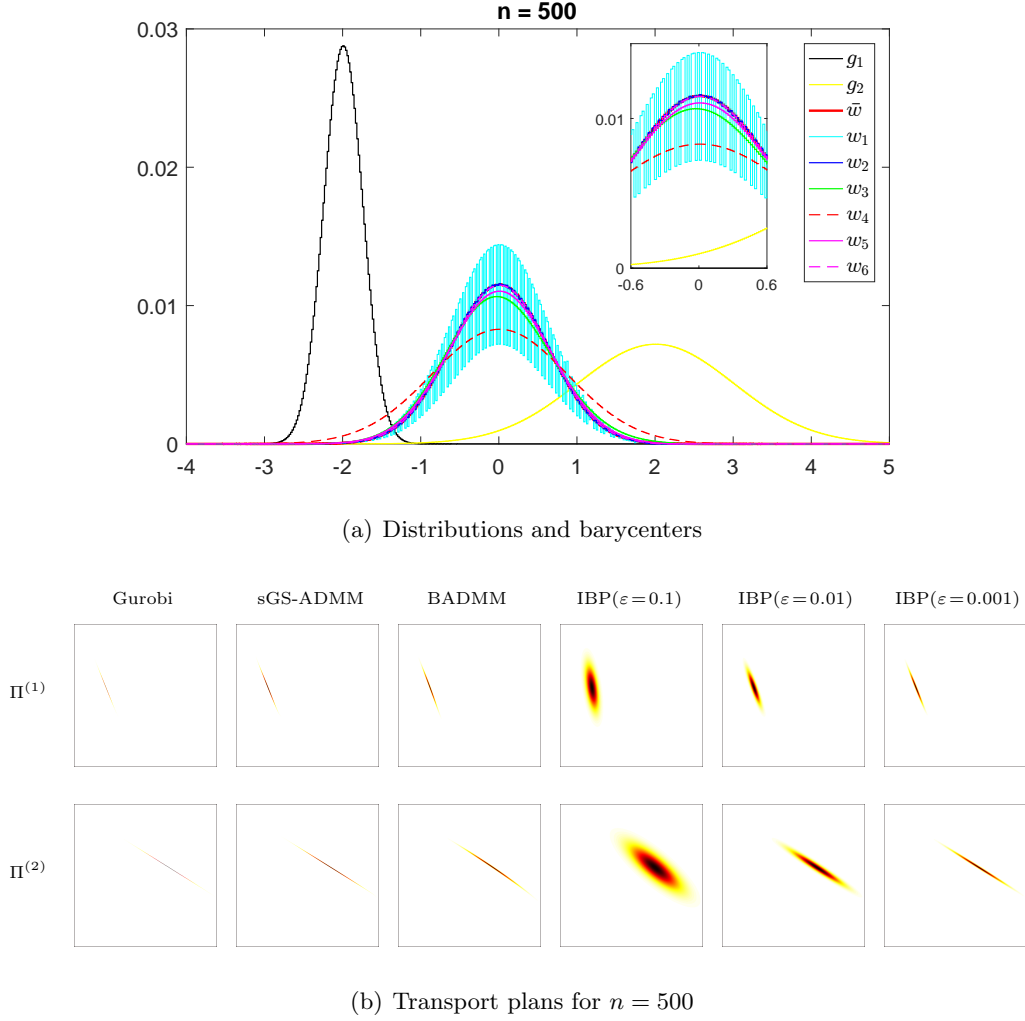 n = 500
0.03
0.02
0.01
0
-4 -3 -2 -1 0 1 2 3 4 5
0.01
0
-0.6 0 0.6
g₁
g₂
w̄
w₁
w₂
w₃
w₄
w₅
w₆
(a) Distributions and barycenters
Gurobi sGS-ADMM BADMM IBP(ε=0.1) IBP(ε=0.01) IBP(ε=0.001)
Π⁽¹⁾
Π⁽²⁾
(b) Transport plans for n = 500